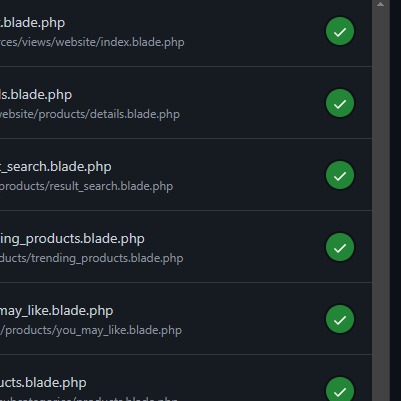 .blade.php
ces/views/website/index.blade.php
ls.blade.php
website/products/details.blade.php
t_search.blade.php
products/result_search.blade.php
ing_products.blade.php
ducts/trending_products.blade.php
may_like.blade.php
/products/you_may_like.blade.php
ucts.blade.php